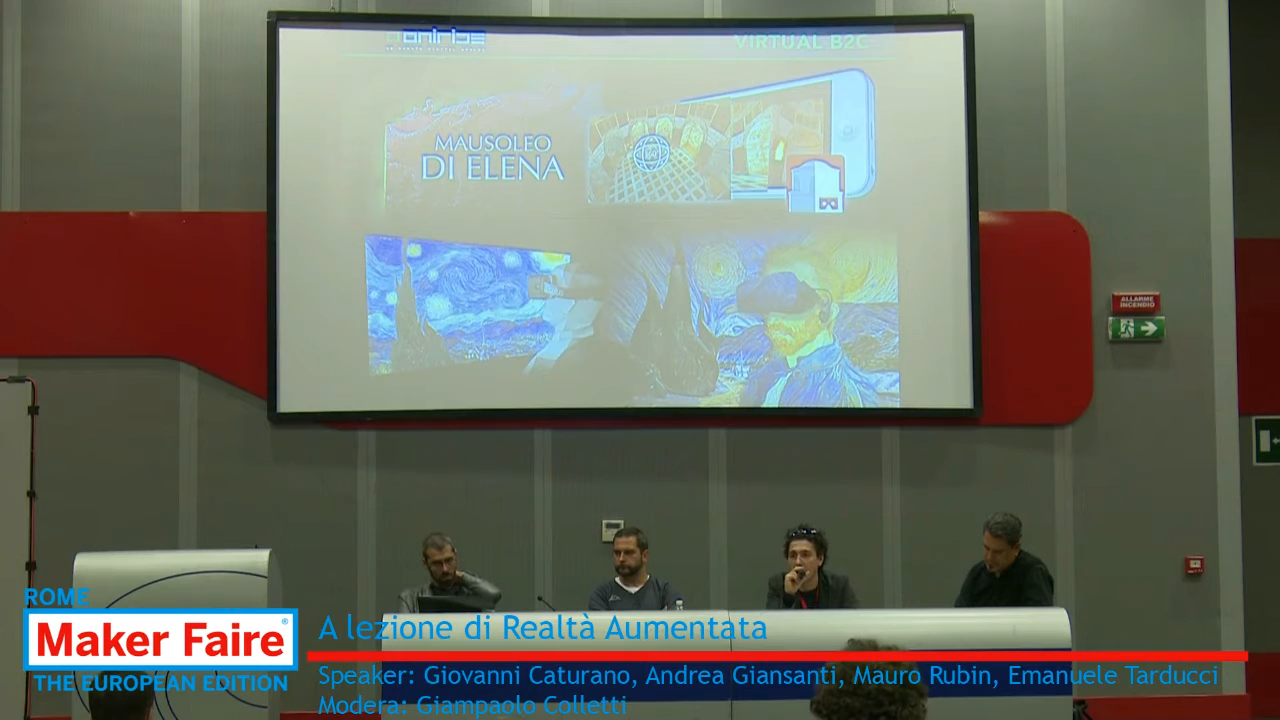 VIRTUAL B2C
MAUSOLEO
DI ELENA
ALLARME
INCENDIO
ROME
Maker Faire®
THE EUROPEAN EDITION
A lezione di Realtà Aumentata
Speaker: Giovanni Caturano, Andrea Giansanti, Mauro Rubin, Emanuele Tarducci
Modera: Giampaolo Colletti